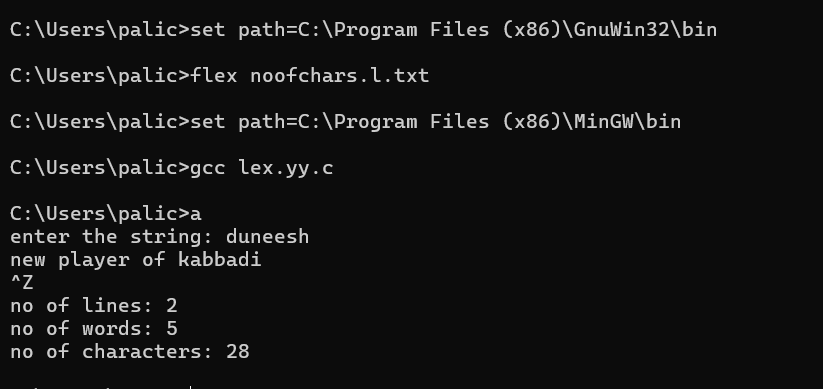 C:\Users\palic>set path=C:\Program Files (x86)\GnuWin32\bin
C:\Users\palic>flex noofchars.l.txt
C:\Users\palic>set path=C:\Program Files (x86)\MinGW\bin
C:\Users\palic>gcc lex.yy.c
C:\Users\palic>a
enter the string: duneesh
new player of kabbadi
^Z
no of lines: 2
no of words: 5
no of characters: 28